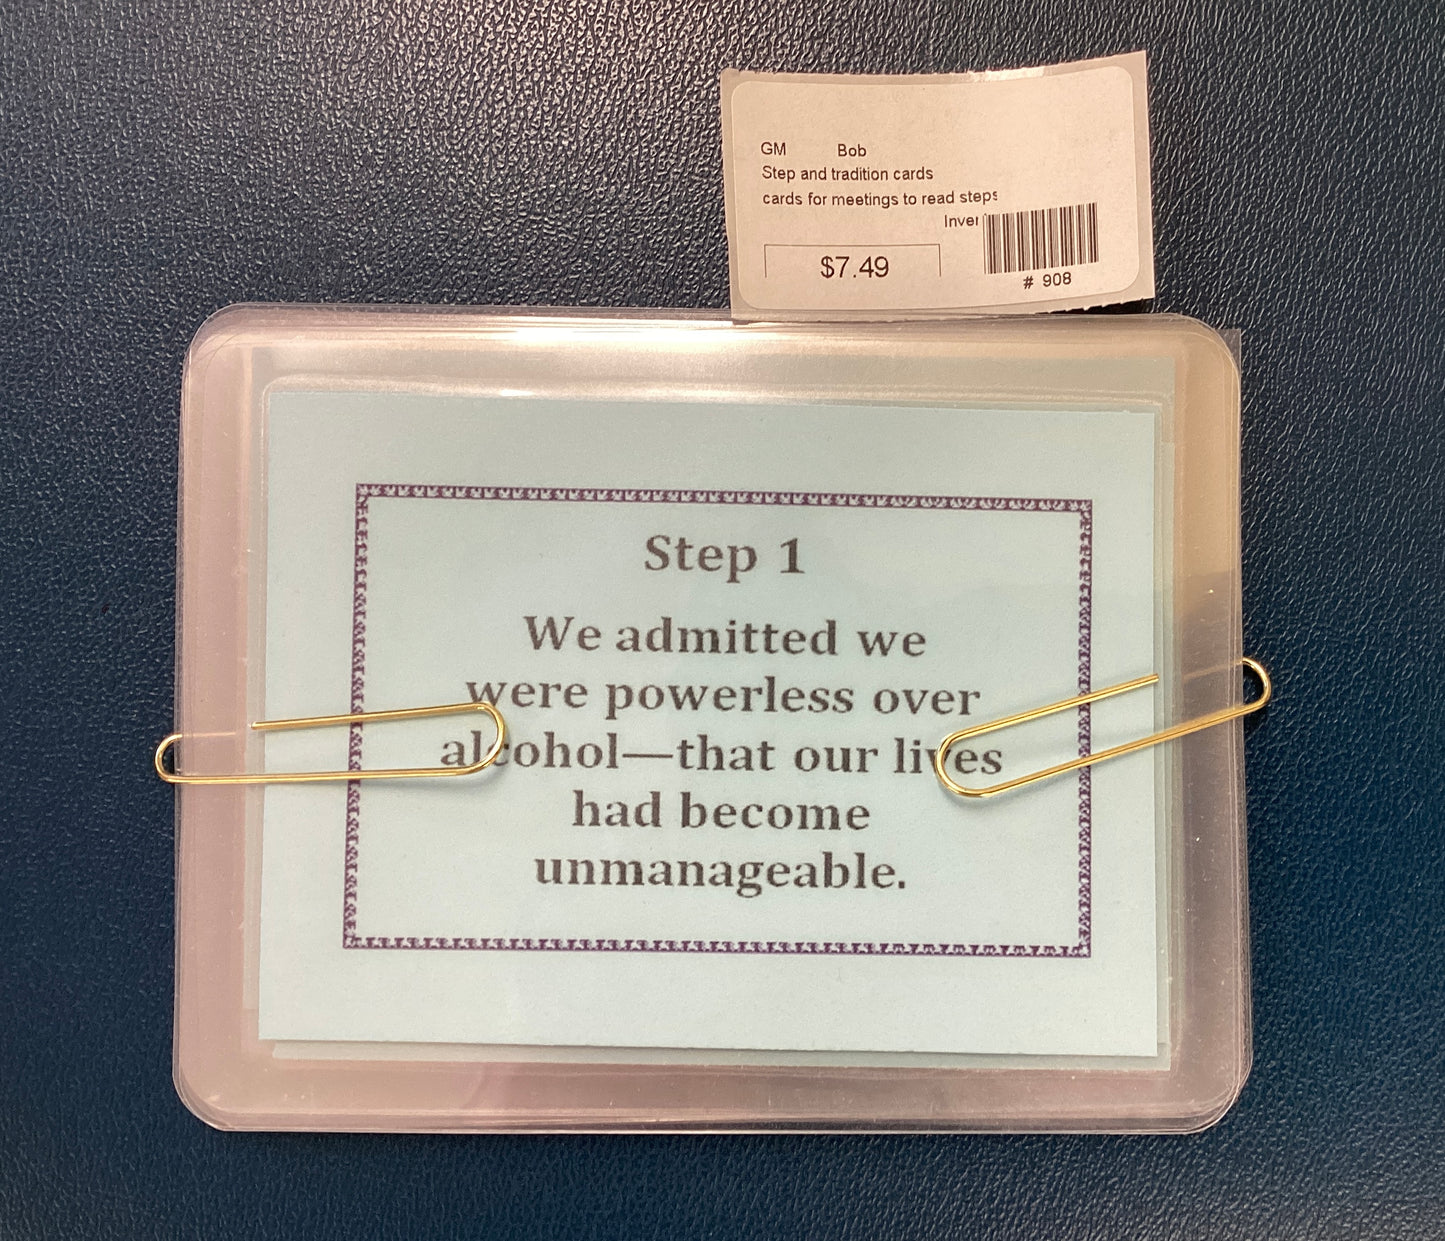 GM Bob
Step and tradition cards
cards for meetings to read steps
$7.49
# 908
Step 1
We admitted we
were powerless over
alcohol—that our lives
had become
unmanageable.